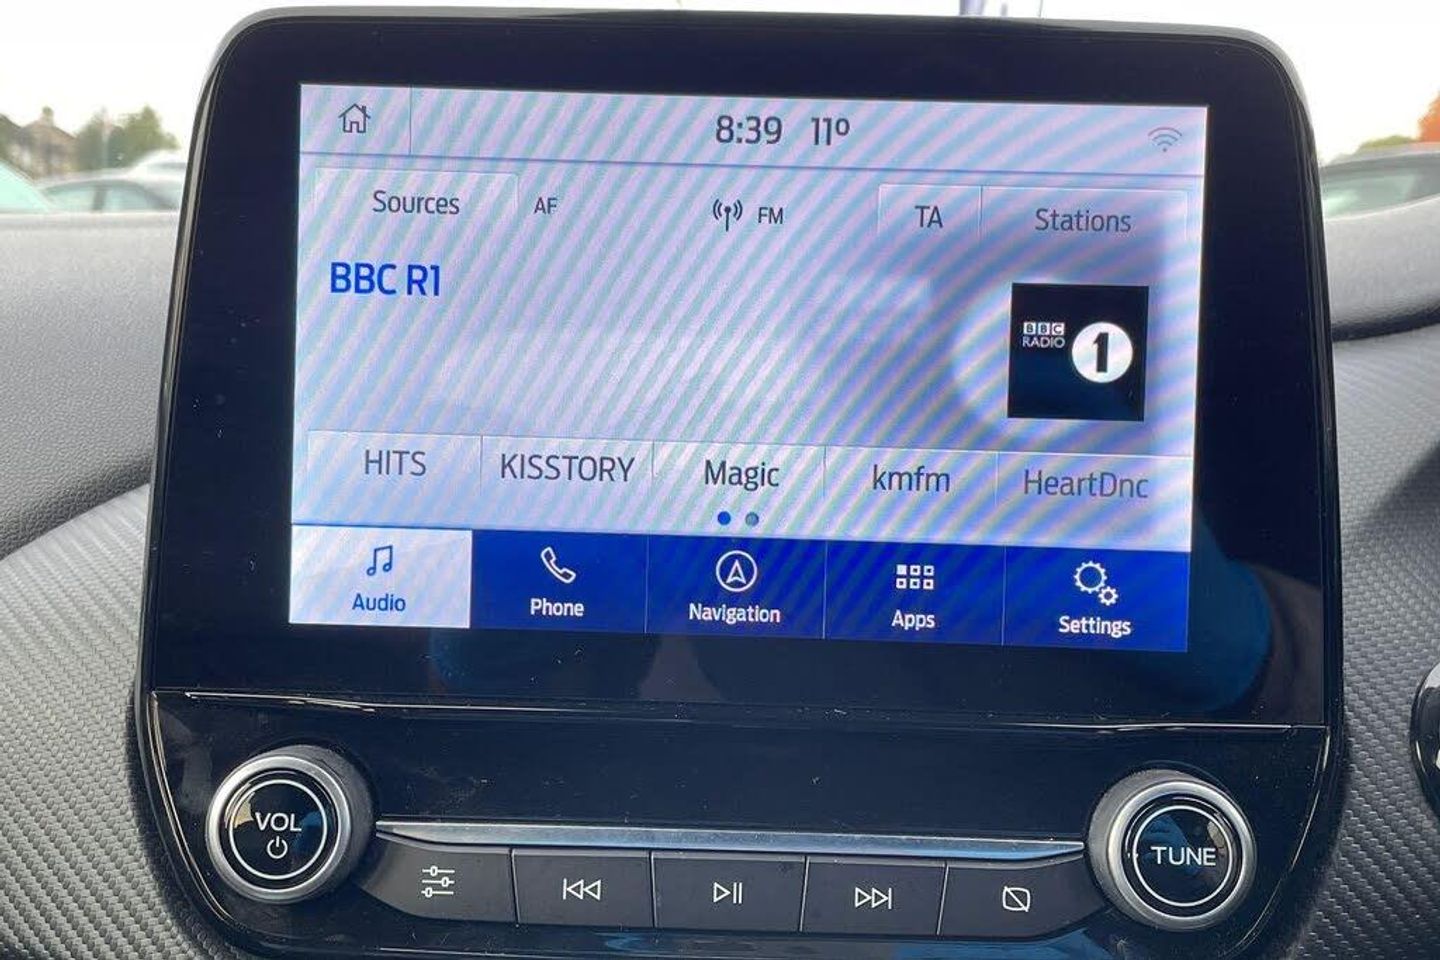 8:39 11º
Sources AF FM TA Stations
BBC R1
BBC
RADIO 1
HITS KISSTORY Magic kmfm HeartDnc
Audio Phone Navigation Apps Settings
VOL
TUNE